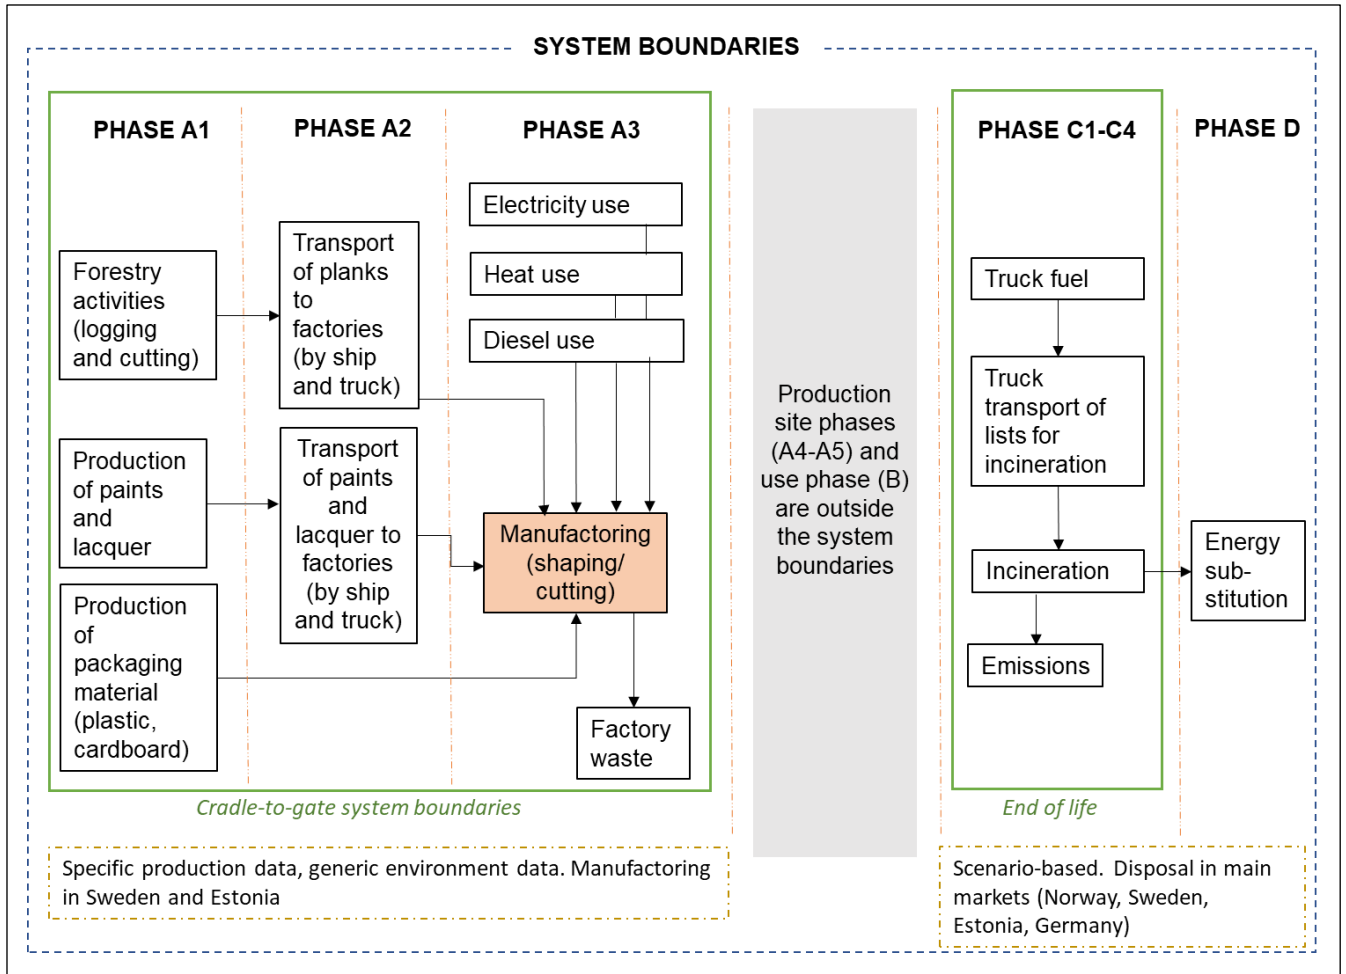 SYSTEM BOUNDARIES
PHASE A1
PHASE A2
PHASE A3
PHASE C1-C4
PHASE D
Forestry
activities
(logging
and cutting)
Production
of paints
and
lacquer
Production
of
packaging
material
(plastic,
cardboard)
Transport
of planks
to
factories
(by ship
and truck)
Transport
of paints
and
lacquer to
factories
(by ship
and truck)
Electricity use
Heat use
Diesel use
Manufactoring
(shaping/
cutting)
Factory
waste
Production
site phases
(A4-A5) and
use phase (B)
are outside
the system
boundaries
Truck fuel
Truck
transport of
lists for
incineration
Incineration
Emissions
Energy
sub-
stitution
Cradle-to-gate system boundaries
End of life
Specific production data, generic environment data. Manufactoring
in Sweden and Estonia
Scenario-based. Disposal in main
markets (Norway, Sweden,
Estonia, Germany)